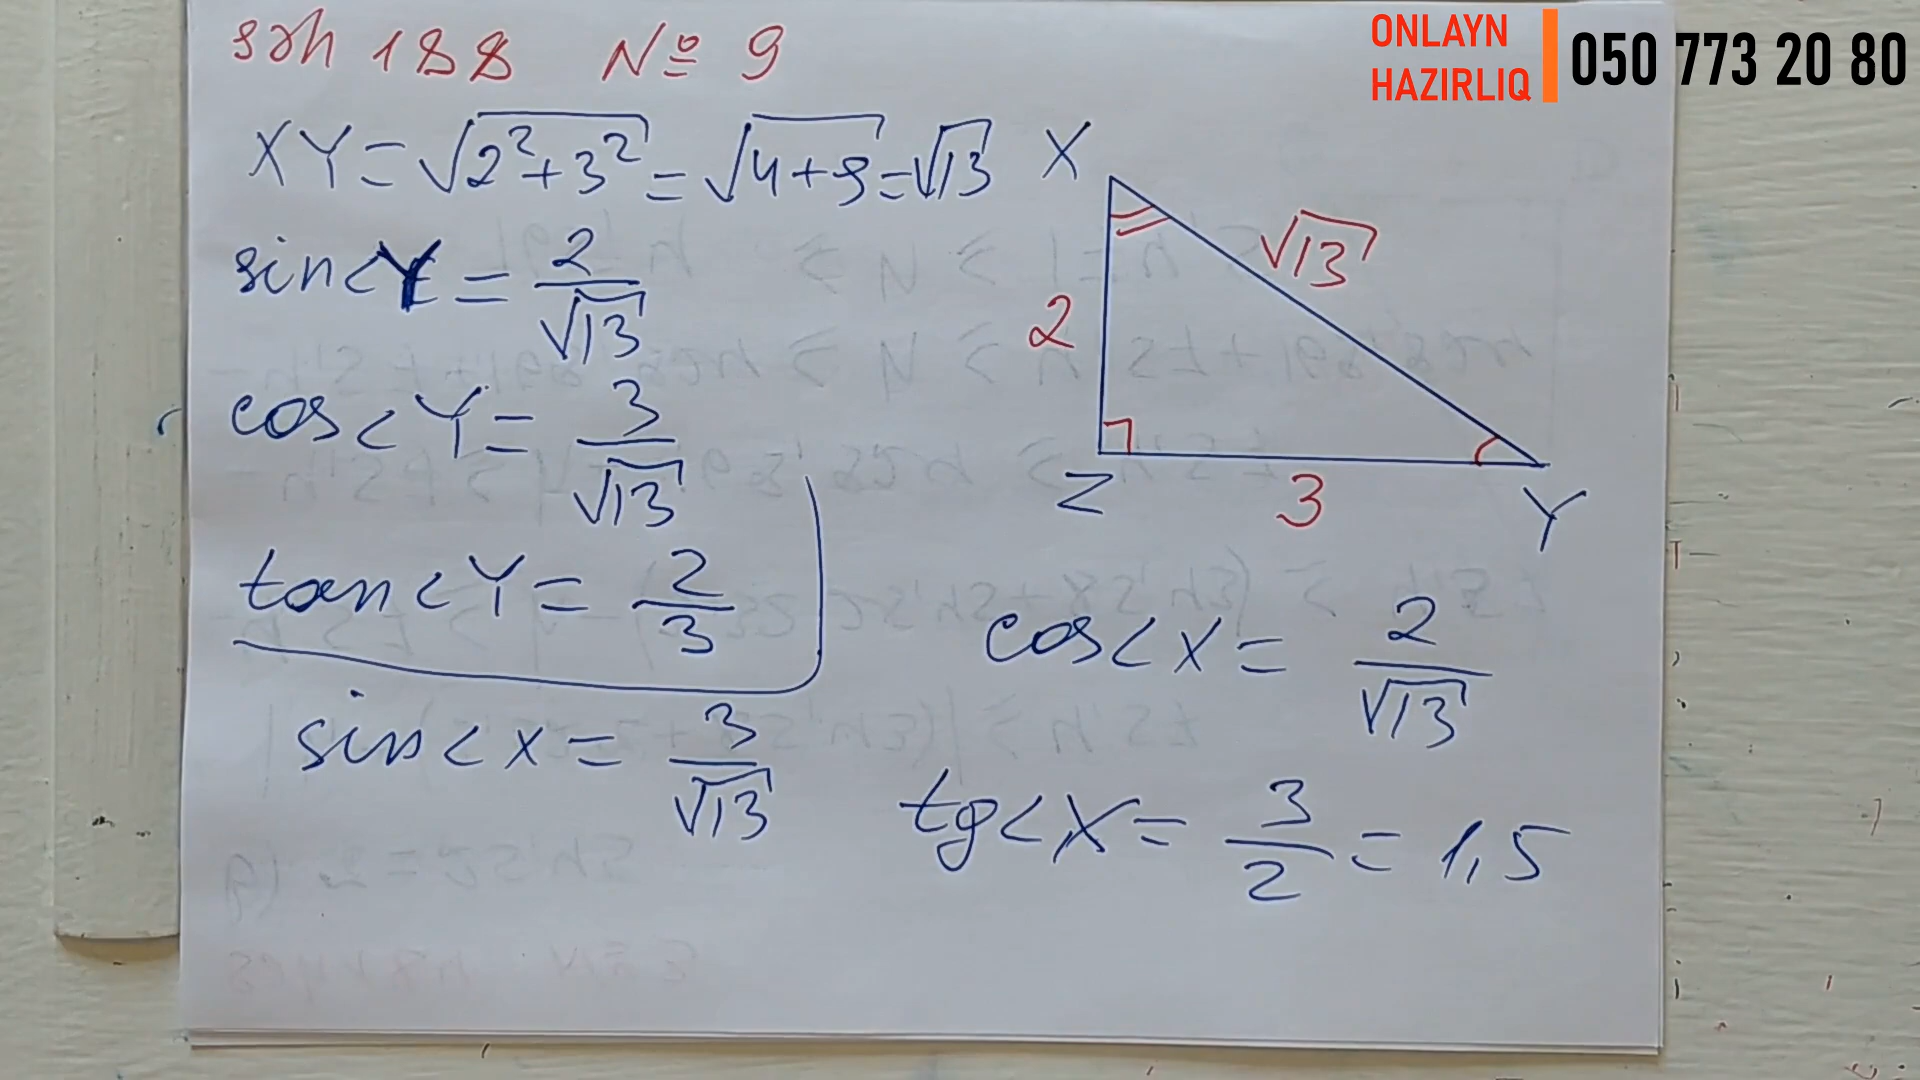 səh 188 № 9
ONLAYN
HAZIRLIQ
050 773 20 80
XY = √(2² + 3²) = √(4+9) = √13
sin<Y = 2/√13
cos<Y = 3/√13
tan<Y = 2/3
sin<x = 3/√13
X
√13
2
Z
3
Y
cos<X = 2/√13
tg<X = 3/2 = 1,5